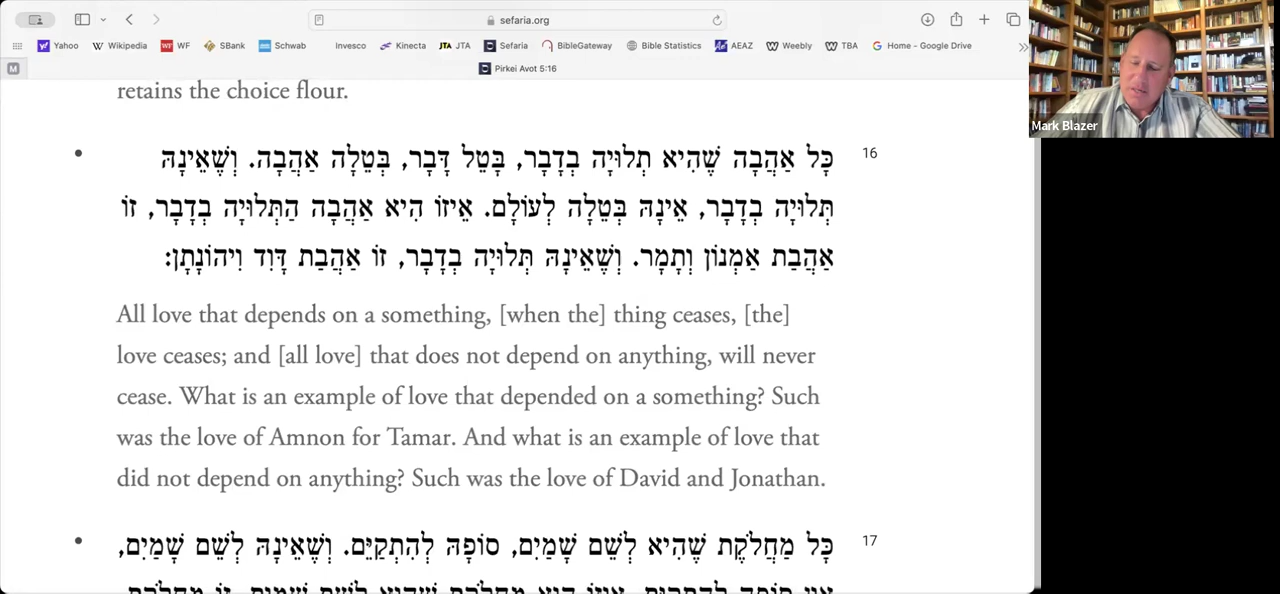 sefaria.org
Yahoo Wikipedia WF SBank Schwab Invesco Kinecta JTA Sefaria BibleGateway Bible Statistics AEAZ Weebly TBA Home - Google Drive
M Pirkei Avot 5:16
Mark Blazer
retains the choice flour.
16
כָּל אַהֲבָה שֶׁהִיא תְלוּיָה בְדָבָר, בָּטֵל דָּבָר, בְּטֵלָה אַהֲבָה. וְשֶׁאֵינָהּ
תְּלוּיָה בְדָבָר, אֵינָהּ בְּטֵלָה לְעוֹלָם. אֵיזוֹ הִיא אַהֲבָה הַתְּלוּיָה בְדָבָר, זוֹ
אַהֲבַת אַמְנוֹן וְתָמָר. וְשֶׁאֵינָהּ תְּלוּיָה בְדָבָר, זוֹ אַהֲבַת דָּוִד וִיהוֹנָתָן:
All love that depends on a something, [when the] thing ceases, [the]
love ceases; and [all love] that does not depend on anything, will never
cease. What is an example of love that depended on a something? Such
was the love of Amnon for Tamar. And what is an example of love that
did not depend on anything? Such was the love of David and Jonathan.
17
כָּל מַחֲלֹקֶת שֶׁהִיא לְשֵׁם שָׁמַיִם, סוֹפָהּ לְהִתְקַיֵּם. וְשֶׁאֵינָהּ לְשֵׁם שָׁמַיִם,